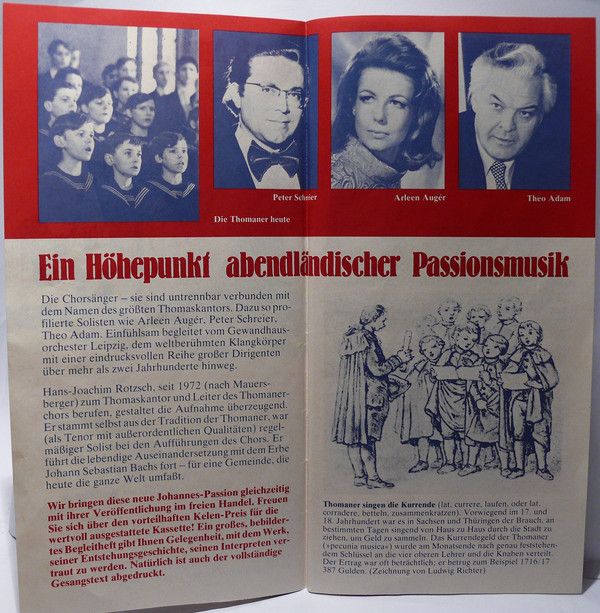 Peter Schreier
Arleen Augér
Theo Adam
Die Thomaner heute
Ein Höhepunkt abendländischer Passionsmusik
Die Chorsänger – sie sind untrennbar verbunden mit
dem Namen des größten Thomaskantors. Dazu so pro-
filierte Solisten wie Arleen Augér, Peter Schreier,
Theo Adam. Einfühlsam begleitet vom Gewandhaus-
orchester Leipzig, dem weltberühmten Klangkörper
mit einer eindrucksvollen Reihe großer Dirigenten
über mehr als zwei Jahrhunderte hinweg.
Hans-Joachim Rotzsch, seit 1972 (nach Mauers-
berger) zum Thomaskantor und Leiter des Thomaner-
chors berufen, gestaltet die Aufnahme überzeugend.
Er stammt selbst aus der Tradition der Thomaner, war
(als Tenor mit außerordentlichen Qualitäten) regel-
mäßiger Solist bei den Aufführungen des Chors. Er
führt die lebendige Auseinandersetzung mit dem Erbe
Johann Sebastian Bachs fort – für eine Gemeinde, die
heute die ganze Welt umfaßt.
Wir bringen diese neue Johannes-Passion gleichzeitig
mit ihrer Veröffentlichung im freien Handel. Freuen
Sie sich über den vorteilhaften Kelen-Preis für die
wertvoll ausgestattete Kassette! Ein großes, bebilder-
tes Begleitheft gibt Ihnen Gelegenheit, mit dem Werk,
seiner Entstehungsgeschichte, seinen Interpreten ver-
traut zu werden. Natürlich ist auch der vollständige
Gesangstext abgedruckt.
Thomaner singen die Kurrende (lat. currere, laufen, oder lat.
corradere, betteln, zusammenkratzen). Vorwiegend im 17. und
18. Jahrhundert war es in Sachsen und Thüringen der Brauch, an
bestimmten Tagen singend von Haus zu Haus durch die Stadt zu
ziehen, um Geld zu sammeln. Das Kurrendegeld der Thomaner
(»pecunia musica«) wurde am Monatsende nach genau feststehen-
dem Schlüssel an die vier oberen Lehrer und die Knaben verteilt.
Der Ertrag war oft beträchtlich; er betrug zum Beispiel 1716/17
387 Gulden. (Zeichnung von Ludwig Richter)